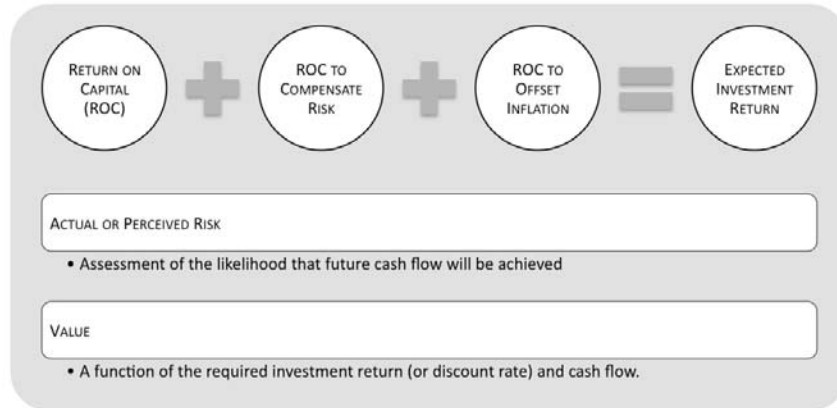 RETURN ON
CAPITAL
(ROC)
ROC TO
COMPENSATE
RISK
ROC TO
OFFSET
INFLATION
EXPECTED
INVESTMENT
RETURN
ACTUAL OR PERCEIVED RISK
• Assessment of the likelihood that future cash flow will be achieved
VALUE
• A function of the required investment return (or discount rate) and cash flow.